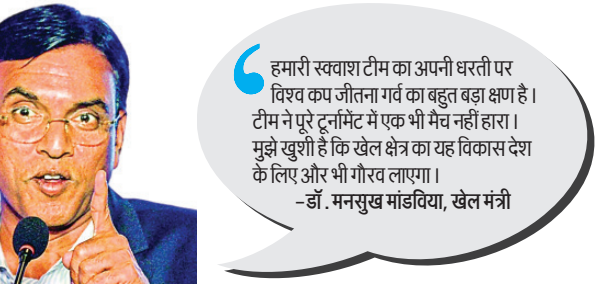 हमारी स्क्वाश टीम का अपनी धरती पर
विश्व कप जीतना गर्व का बहुत बड़ा क्षण है ।
टीम ने पूरे टूर्नामेंट में एक भी मैच नहीं हारा ।
मुझे खुशी है कि खेल क्षेत्र का यह विकास देश
के लिए और भी गौरव लाएगा ।
–डॉ . मनसुख मांडविया, खेल मंत्री